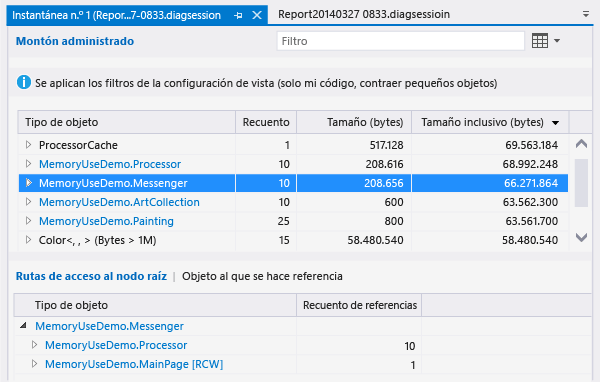 Instantánea n.º 1 (Repor...7-0833.diagsession
Report20140327 0833.diagsessioin
Montón administrado
Filtro
Se aplican los filtros de la configuración de vista (solo mi código, contraer pequeños objetos)
Tipo de objeto Recuento Tamaño (bytes) Tamaño inclusivo (bytes)
ProcessorCache 1 517.128 69.563.184
MemoryUseDemo.Processor 10 208.616 68.992.248
MemoryUseDemo.Messenger 10 208.656 66.271.864
MemoryUseDemo.ArtCollection 10 600 63.562.300
MemoryUseDemo.Painting 25 800 63.561.700
Color<, , > (Bytes > 1M) 15 58.480.540 58.480.540
Rutas de acceso al nodo raíz | Objeto al que se hace referencia
Tipo de objeto Recuento de referencias
MemoryUseDemo.Messenger
MemoryUseDemo.Processor 10
MemoryUseDemo.MainPage [RCW] 1